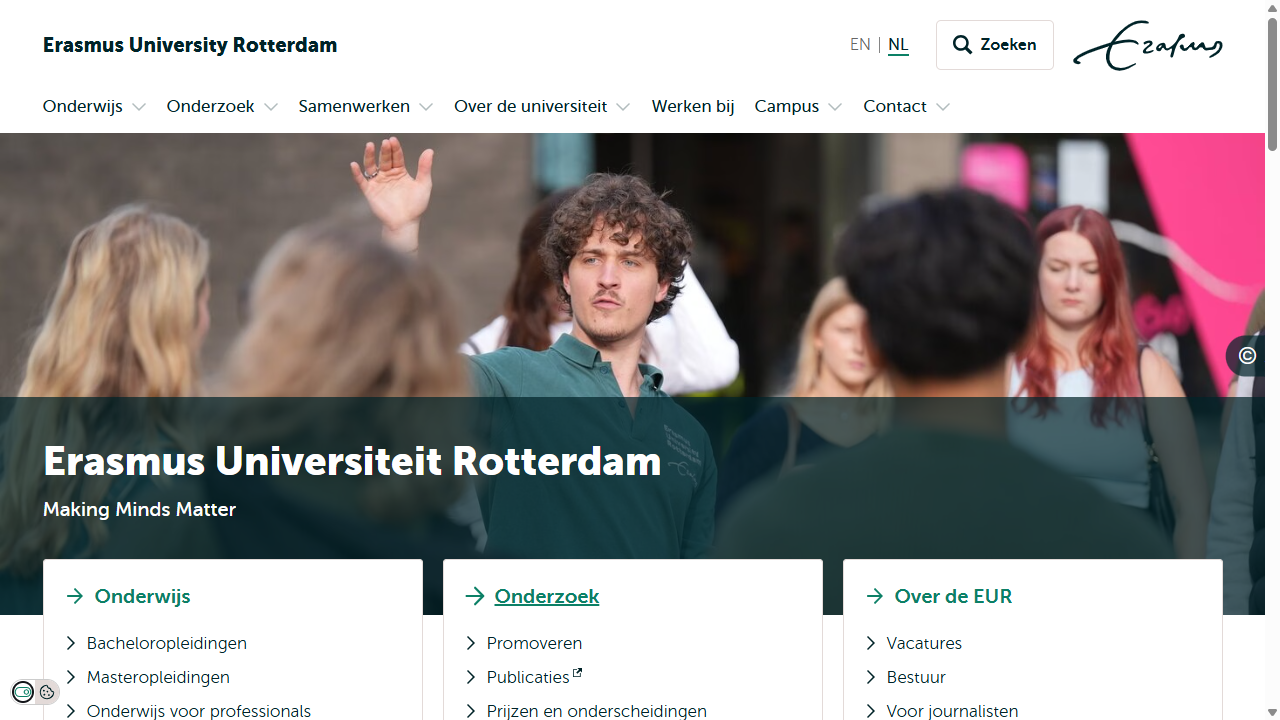 Erasmus University Rotterdam
EN | NL
Zoeken
Erasmus
Onderwijs
Onderzoek
Samenwerken
Over de universiteit
Werken bij
Campus
Contact
©
Erasmus Universiteit Rotterdam
Making Minds Matter
Onderwijs
Bacheloropleidingen
Masteropleidingen
Onderwijs voor professionals
Onderzoek
Promoveren
Publicaties
Prijzen en onderscheidingen
Over de EUR
Vacatures
Bestuur
Voor journalisten